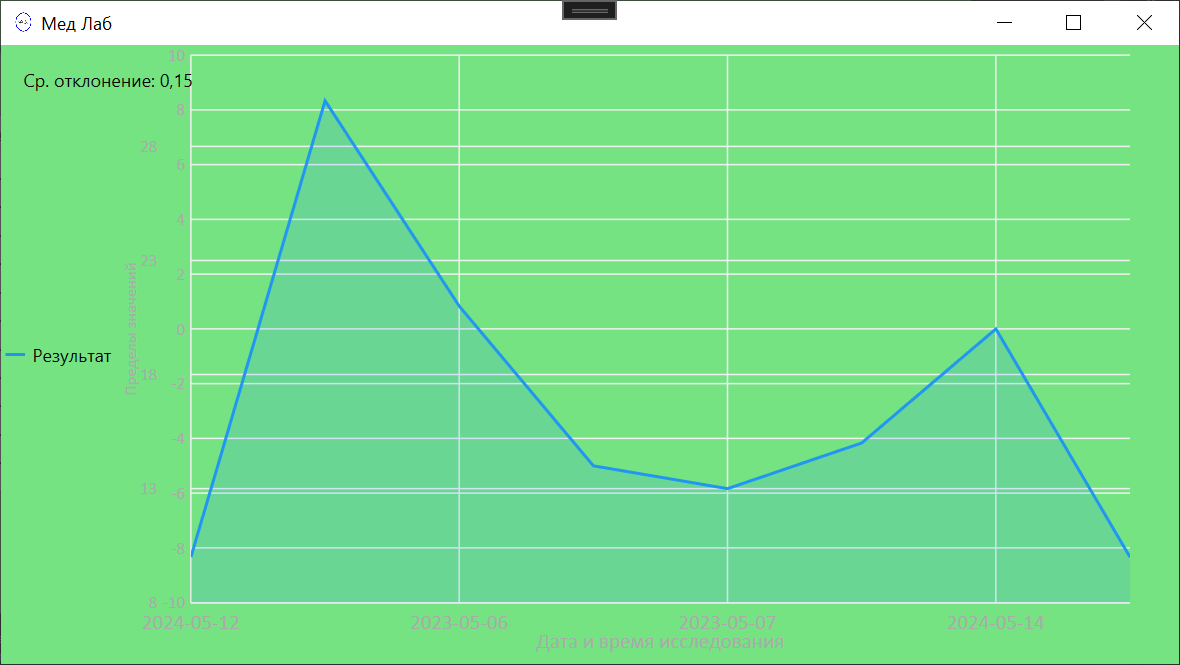 Мед Лаб
Ср. отклонение: 0,15
10
8
28
6
4
23
2
0
18
-2
-4
13
-6
-8
8 -10
Пределы значений
Результат
2024-05-12 2023-05-06 2023-05-07 2024-05-14
Дата и время исследования